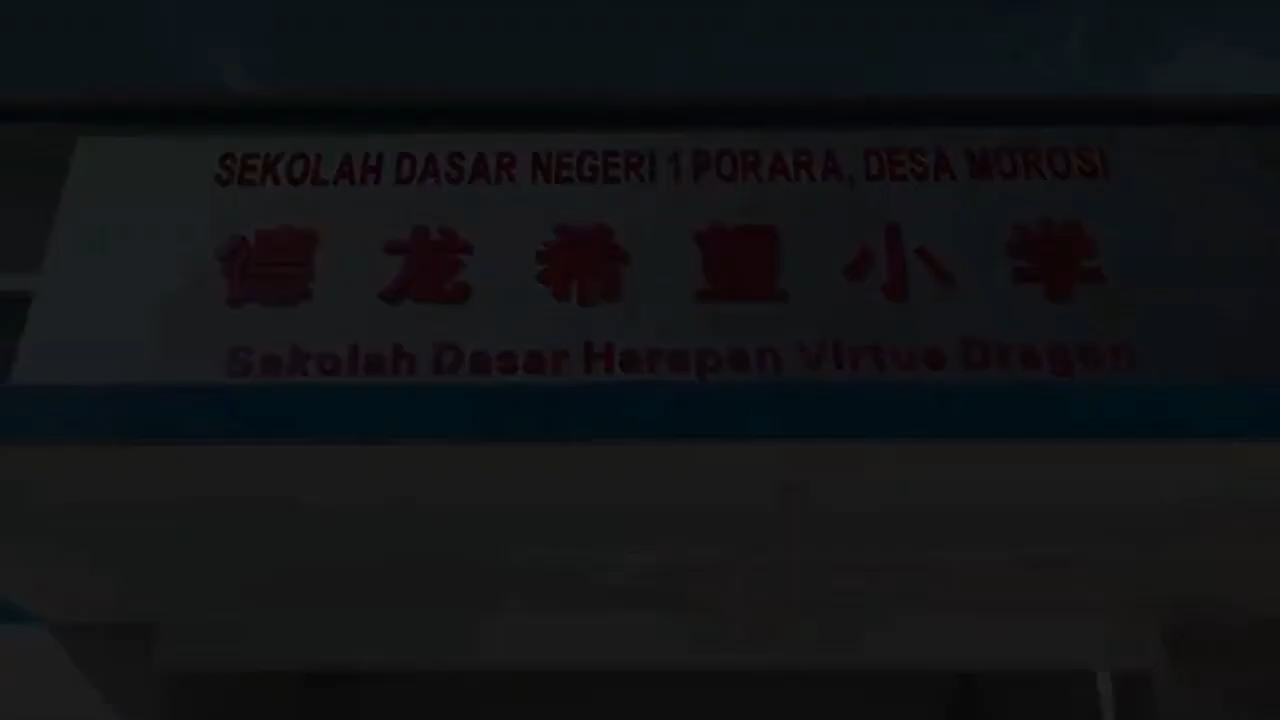 SEKOLAH DASAR NEGERI 1 PORARA, DESA MOROSI
德龙希望小学
Sekolah Dasar Harapan Virtue Dragon